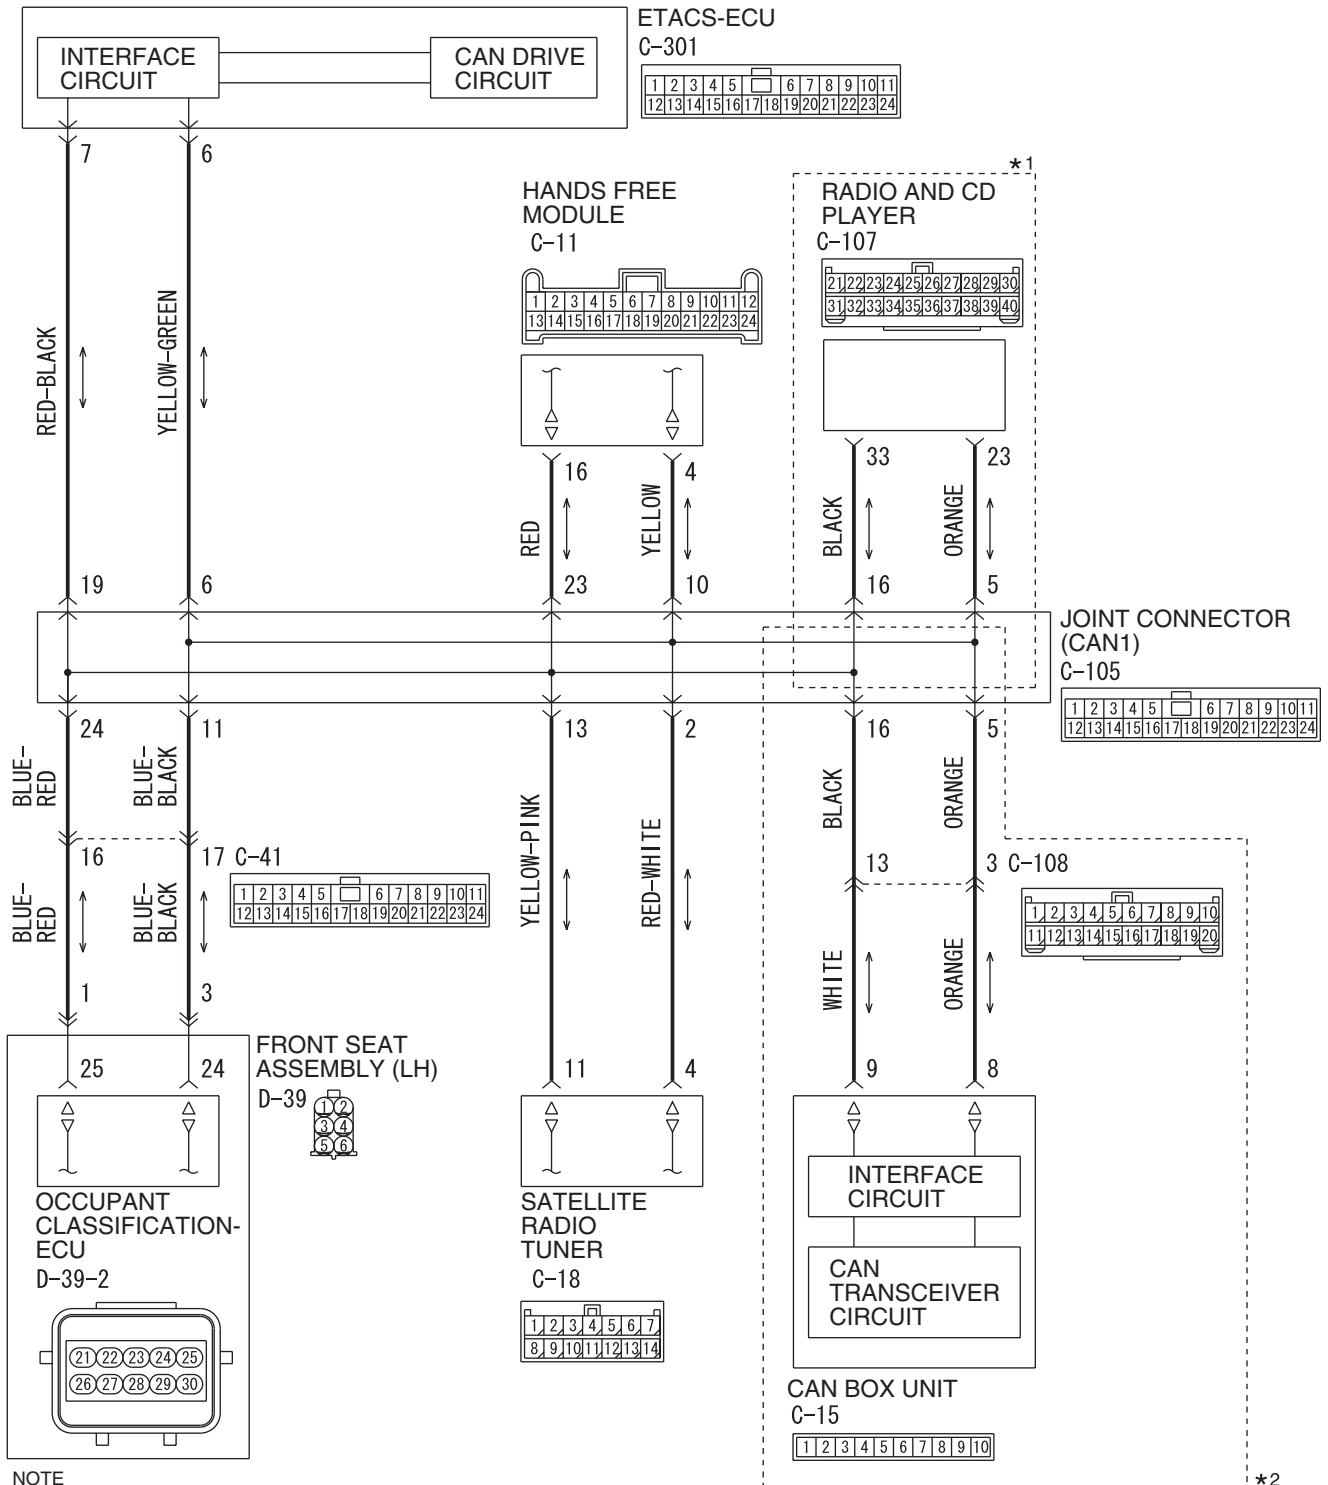 ETACS-ECU
C-301
INTERFACE
CIRCUIT
CAN DRIVE
CIRCUIT
1 2 3 4 5 6 7 8 9 10 11
12 13 14 15 16 17 18 19 20 21 22 23 24
7
6
*1
HANDS FREE
MODULE
C-11
RADIO AND CD
PLAYER
C-107
21 22 23 24 25 26 27 28 29 30
31 32 33 34 35 36 37 38 39 40
1 2 3 4 5 6 7 8 9 10 11 12
13 14 15 16 17 18 19 20 21 22 23 24
RED-BLACK
YELLOW-GREEN
16
4
33
23
RED
YELLOW
BLACK
ORANGE
19
6
23
10
16
5
JOINT CONNECTOR
(CAN1)
C-105
1 2 3 4 5 6 7 8 9 10 11
12 13 14 15 16 17 18 19 20 21 22 23 24
24
11
13
2
16
5
BLUE-
RED
BLUE-
BLACK
YELLOW-PINK
RED-WHITE
BLACK
ORANGE
16
17 C-41
13
3 C-108
1 2 3 4 5 6 7 8 9 10 11
12 13 14 15 16 17 18 19 20 21 22 23 24
1 2 3 4 5 6 7 8 9 10
11 12 13 14 15 16 17 18 19 20
BLUE-
RED
BLUE-
BLACK
WHITE
ORANGE
1
3
FRONT SEAT
ASSEMBLY (LH)
D-39
1 2
3 4
5 6
25
24
11
4
9
8
INTERFACE
CIRCUIT
CAN
TRANSCEIVER
CIRCUIT
OCCUPANT
CLASSIFICATION-
ECU
D-39-2
21 22 23 24 25
26 27 28 29 30
SATELLITE
RADIO
TUNER
C-18
1 2 3 4 5 6 7
8 9 10 11 12 13 14
CAN BOX UNIT
C-15
1 2 3 4 5 6 7 8 9 10
NOTE
*2